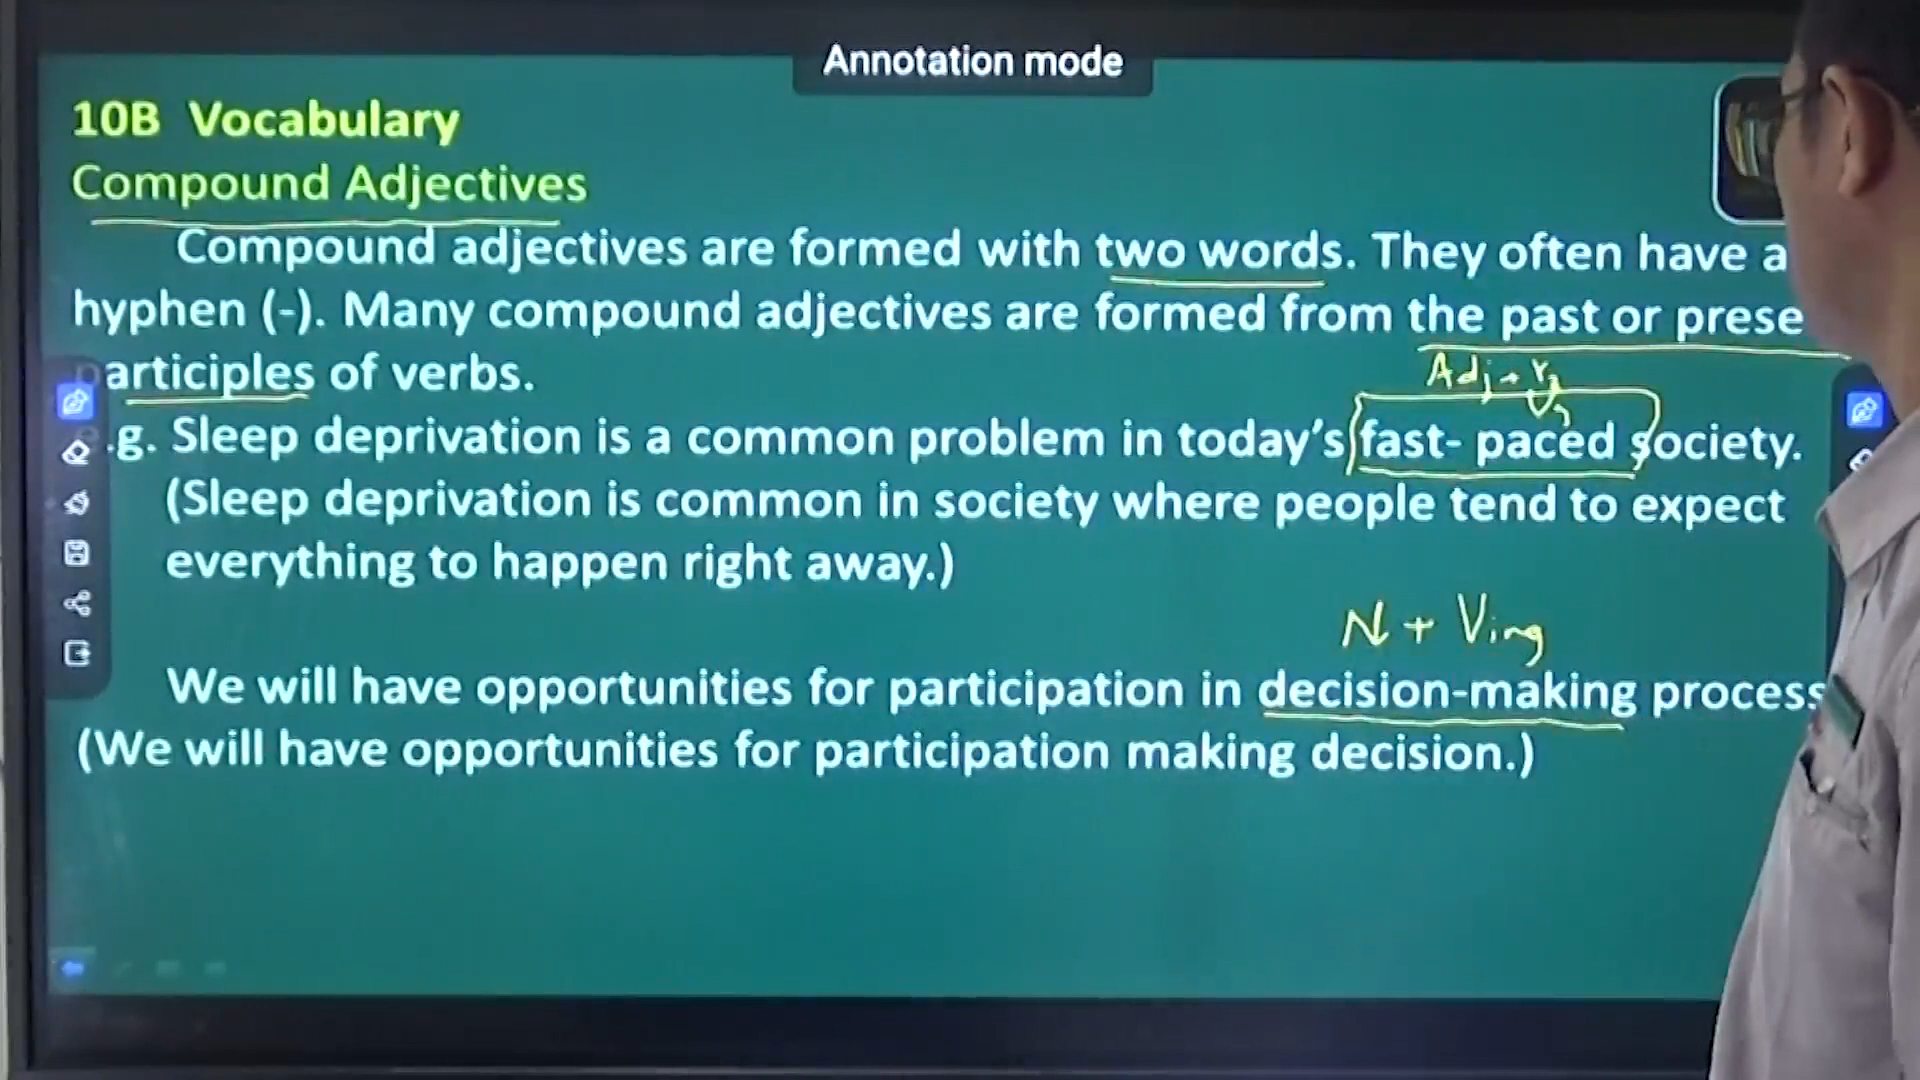 Annotation mode
10B Vocabulary
Compound Adjectives
Compound adjectives are formed with two words. They often have a
hyphen (-). Many compound adjectives are formed from the past or prese
participles of verbs.
Adj +
.g. Sleep deprivation is a common problem in today's fast- paced society.
(Sleep deprivation is common in society where people tend to expect
everything to happen right away.)
N + Ving
We will have opportunities for participation in decision-making process
(We will have opportunities for participation making decision.)